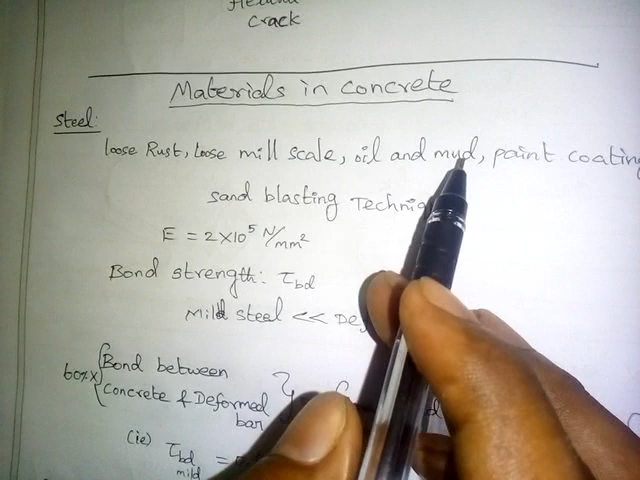 Crack
Materials in concrete
Steel:
loose Rust, loose mill scale, oil and mud, paint coating
sand blasting
E = 2×10⁵ N/mm²
Bond strength: τbd
Mild steel <<
60% × { Bond between
Concrete & Deformed
bar }
(ie) τbd mild =